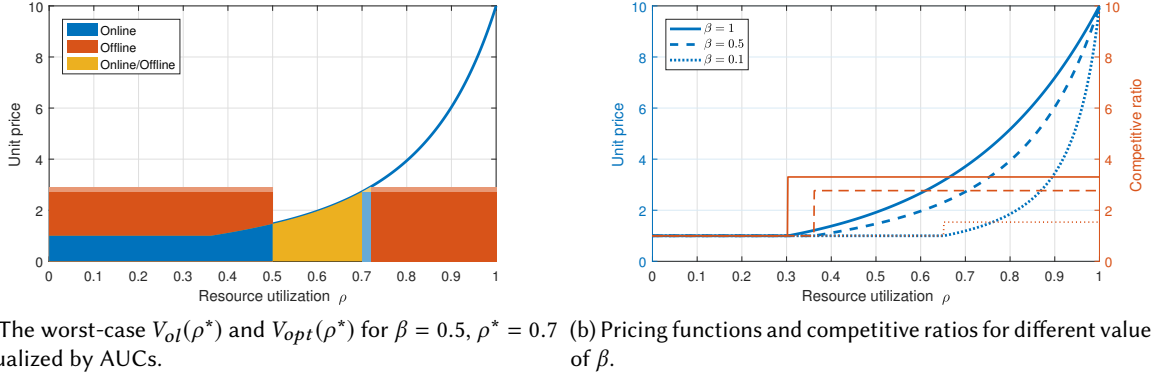 10
8
6
4
2
0
Unit price
Online
Offline
Online/Offline
0 0.1 0.2 0.3 0.4 0.5 0.6 0.7 0.8 0.9 1
Resource utilization ρ
10
8
6
4
2
0
Unit price
β = 1
β = 0.5
β = 0.1
10
8
6
4
2
0
Competitive ratio
0 0.1 0.2 0.3 0.4 0.5 0.6 0.7 0.8 0.9 1
Resource utilization ρ
The worst-case V_{ol}(ρ*) and V_{opt}(ρ*) for β = 0.5, ρ* = 0.7
ualized by AUCs.
(b) Pricing functions and competitive ratios for different value
of β.